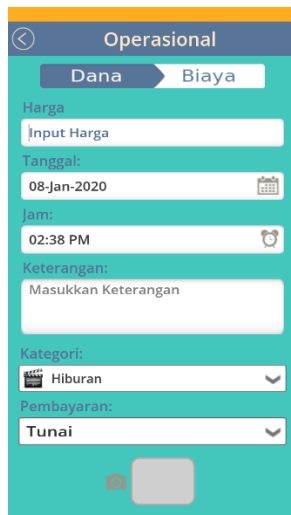 Operasional
Dana Biaya
Harga
Input Harga
Tanggal:
08-Jan-2020
Jam:
02:38 PM
Keterangan:
Masukkan Keterangan
Kategori:
Hiburan
Pembayaran:
Tunai